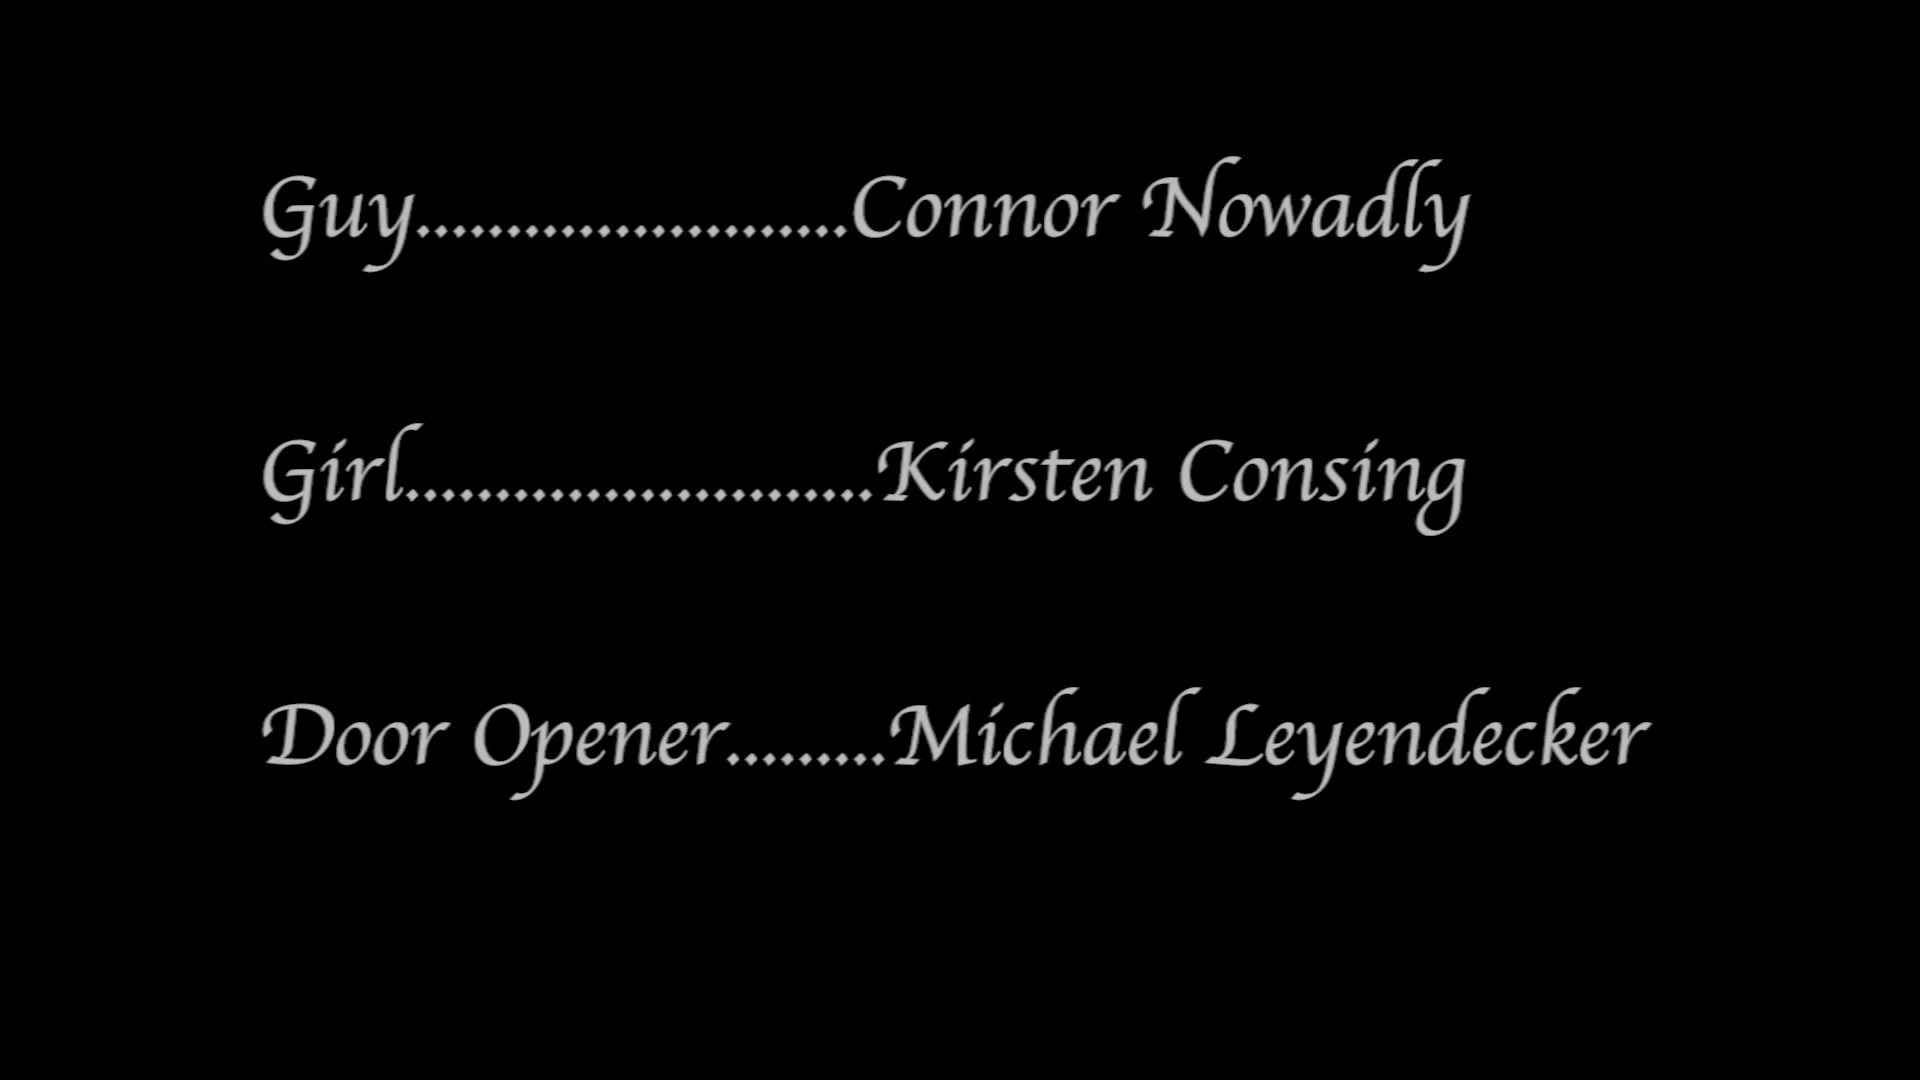 Guy........................Connor Nowadly
Girl..........................Kirsten Consing
Door Opener.........Michael Leyendecker